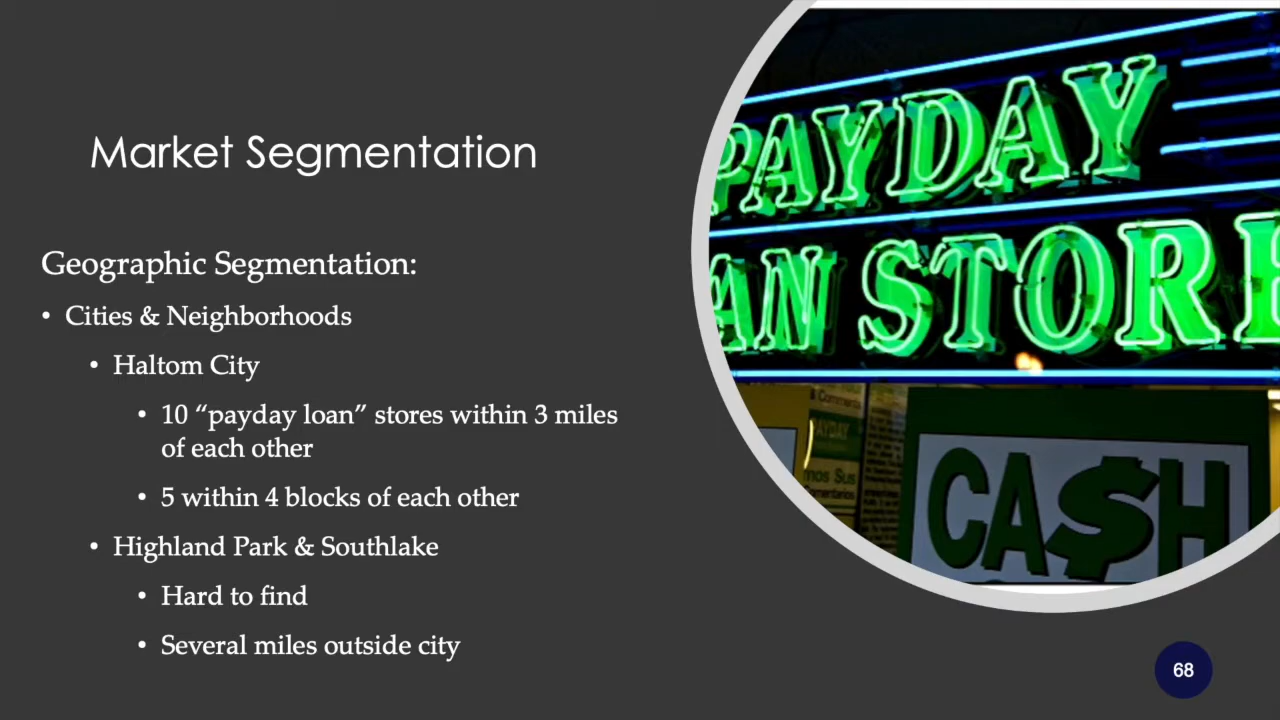 Market Segmentation
Geographic Segmentation:
• Cities & Neighborhoods
• Haltom City
• 10 “payday loan” stores within 3 miles
of each other
• 5 within 4 blocks of each other
• Highland Park & Southlake
• Hard to find
• Several miles outside city
PAYDAY
AN STORE
PAYDAY
CA$H
68